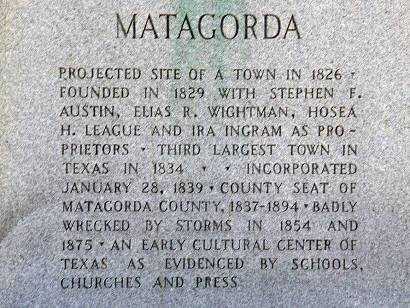 MATAGORDA
PROJECTED SITE OF A TOWN IN 1826 •
FOUNDED IN 1829 WITH STEPHEN F.
AUSTIN, ELIAS R. WIGHTMAN, HOSEA
H. LEAGUE AND IRA INGRAM AS PRO-
PRIETORS • THIRD LARGEST TOWN IN
TEXAS IN 1834 • • INCORPORATED
JANUARY 28, 1839 • COUNTY SEAT OF
MATAGORDA COUNTY, 1837-1894 • BADLY
WRECKED BY STORMS IN 1854 AND
1875 • AN EARLY CULTURAL CENTER OF
TEXAS AS EVIDENCED BY SCHOOLS,
CHURCHES AND PRESS